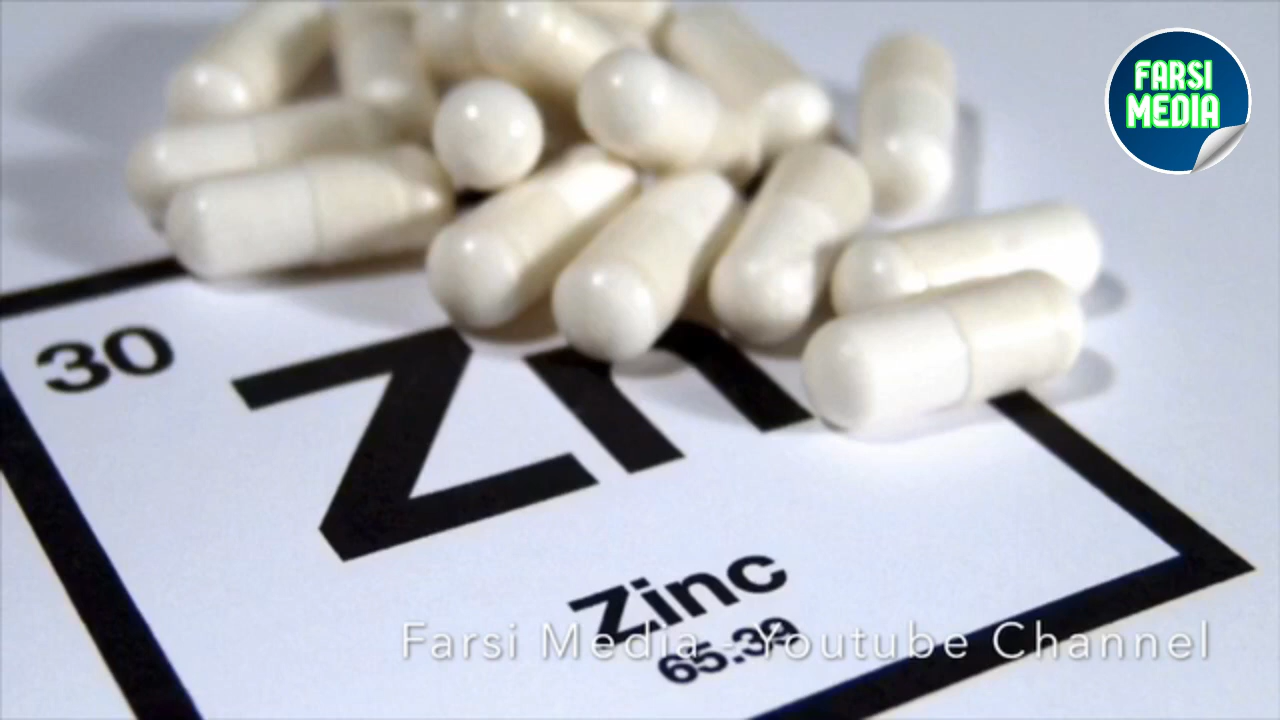 FARSI
MEDIA
30
Zn
Zinc
65.39
Farsi Media - Youtube Channel